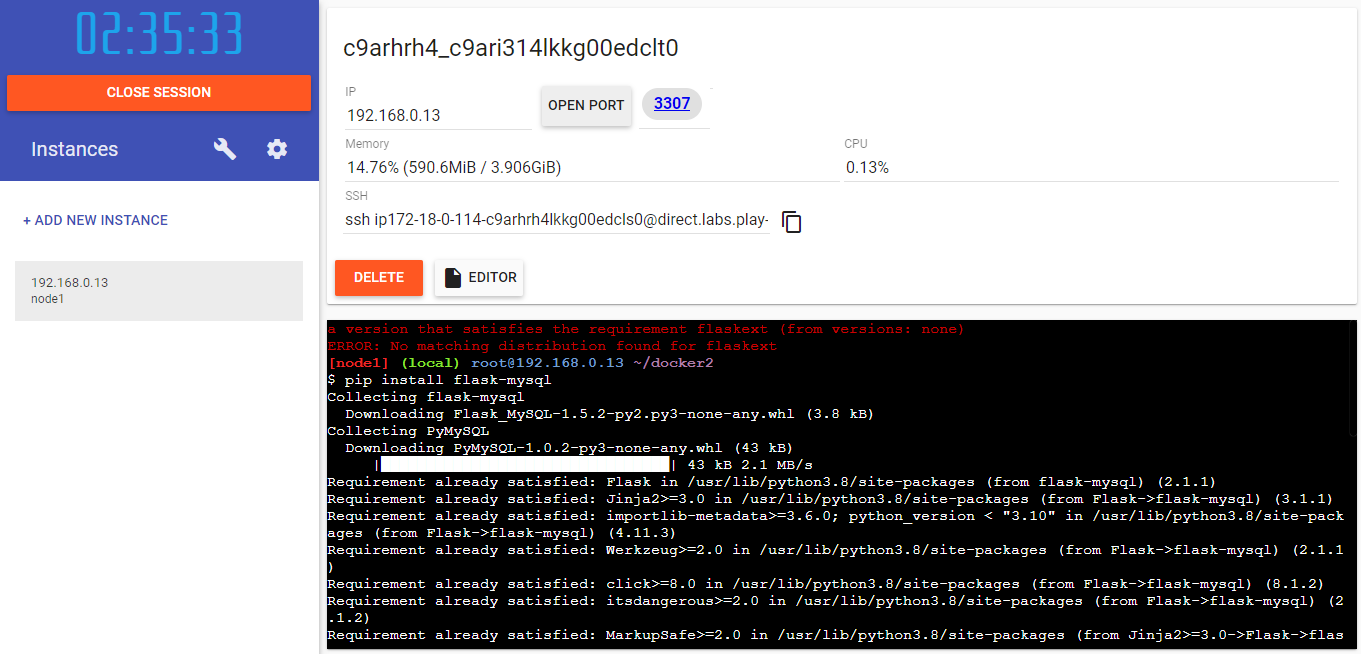 02:35:33
CLOSE SESSION
Instances
+ ADD NEW INSTANCE
192.168.0.13
node1
c9arhrh4_c9ari314lkkg00edclt0
IP
192.168.0.13
OPEN PORT
3307
Memory
14.76% (590.6MiB / 3.906GiB)
CPU
0.13%
SSH
ssh ip172-18-0-114-c9arhrh4lkkg00edcls0@direct.labs.play-
DELETE
EDITOR
a version that satisfies the requirement flaskext (from versions: none)
ERROR: No matching distribution found for flaskext
[node1] (local) root@192.168.0.13 ~/docker2
$ pip install flask-mysql
Collecting flask-mysql
  Downloading Flask_MySQL-1.5.2-py2.py3-none-any.whl (3.8 kB)
Collecting PyMySQL
  Downloading PyMySQL-1.0.2-py3-none-any.whl (43 kB)
     |████████████████████████████████| 43 kB 2.1 MB/s
Requirement already satisfied: Flask in /usr/lib/python3.8/site-packages (from flask-mysql) (2.1.1)
Requirement already satisfied: Jinja2>=3.0 in /usr/lib/python3.8/site-packages (from Flask->flask-mysql) (3.1.1)
Requirement already satisfied: importlib-metadata>=3.6.0; python_version < "3.10" in /usr/lib/python3.8/site-pack
ages (from Flask->flask-mysql) (4.11.3)
Requirement already satisfied: Werkzeug>=2.0 in /usr/lib/python3.8/site-packages (from Flask->flask-mysql) (2.1.1
)
Requirement already satisfied: click>=8.0 in /usr/lib/python3.8/site-packages (from Flask->flask-mysql) (8.1.2)
Requirement already satisfied: itsdangerous>=2.0 in /usr/lib/python3.8/site-packages (from Flask->flask-mysql) (2
.1.2)
Requirement already satisfied: MarkupSafe>=2.0 in /usr/lib/python3.8/site-packages (from Jinja2>=3.0->Flask->flas